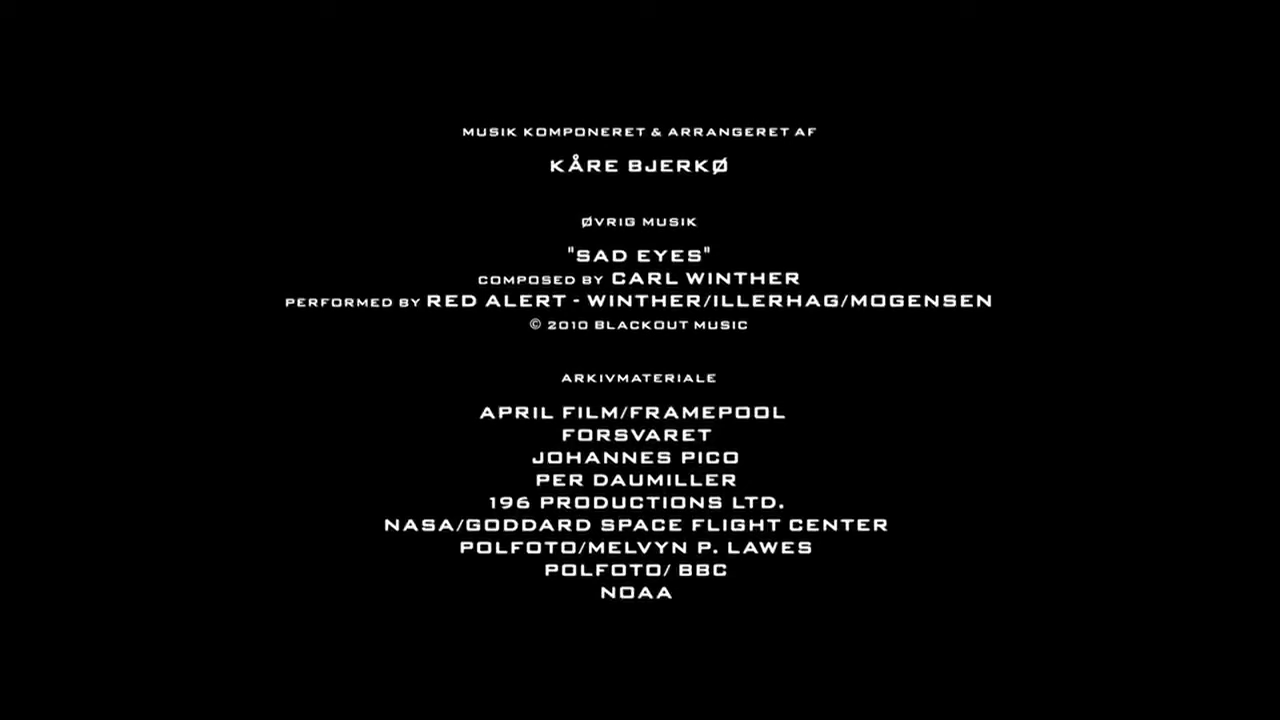 MUSIK KOMPONERET & ARRANGERET AF
KÅRE BJERKØ
ØVRIG MUSIK
"SAD EYES"
COMPOSED BY CARL WINTHER
PERFORMED BY RED ALERT - WINTHER/ILLERHAG/MOGENSEN
© 2010 BLACKOUT MUSIC
ARKIVMATERIALE
APRIL FILM/FRAMEPOOL
FORSVARET
JOHANNES PICO
PER DAUMILLER
196 PRODUCTIONS LTD.
NASA/GODDARD SPACE FLIGHT CENTER
POLFOTO/MELVYN P. LAWES
POLFOTO/ BBC
NOAA